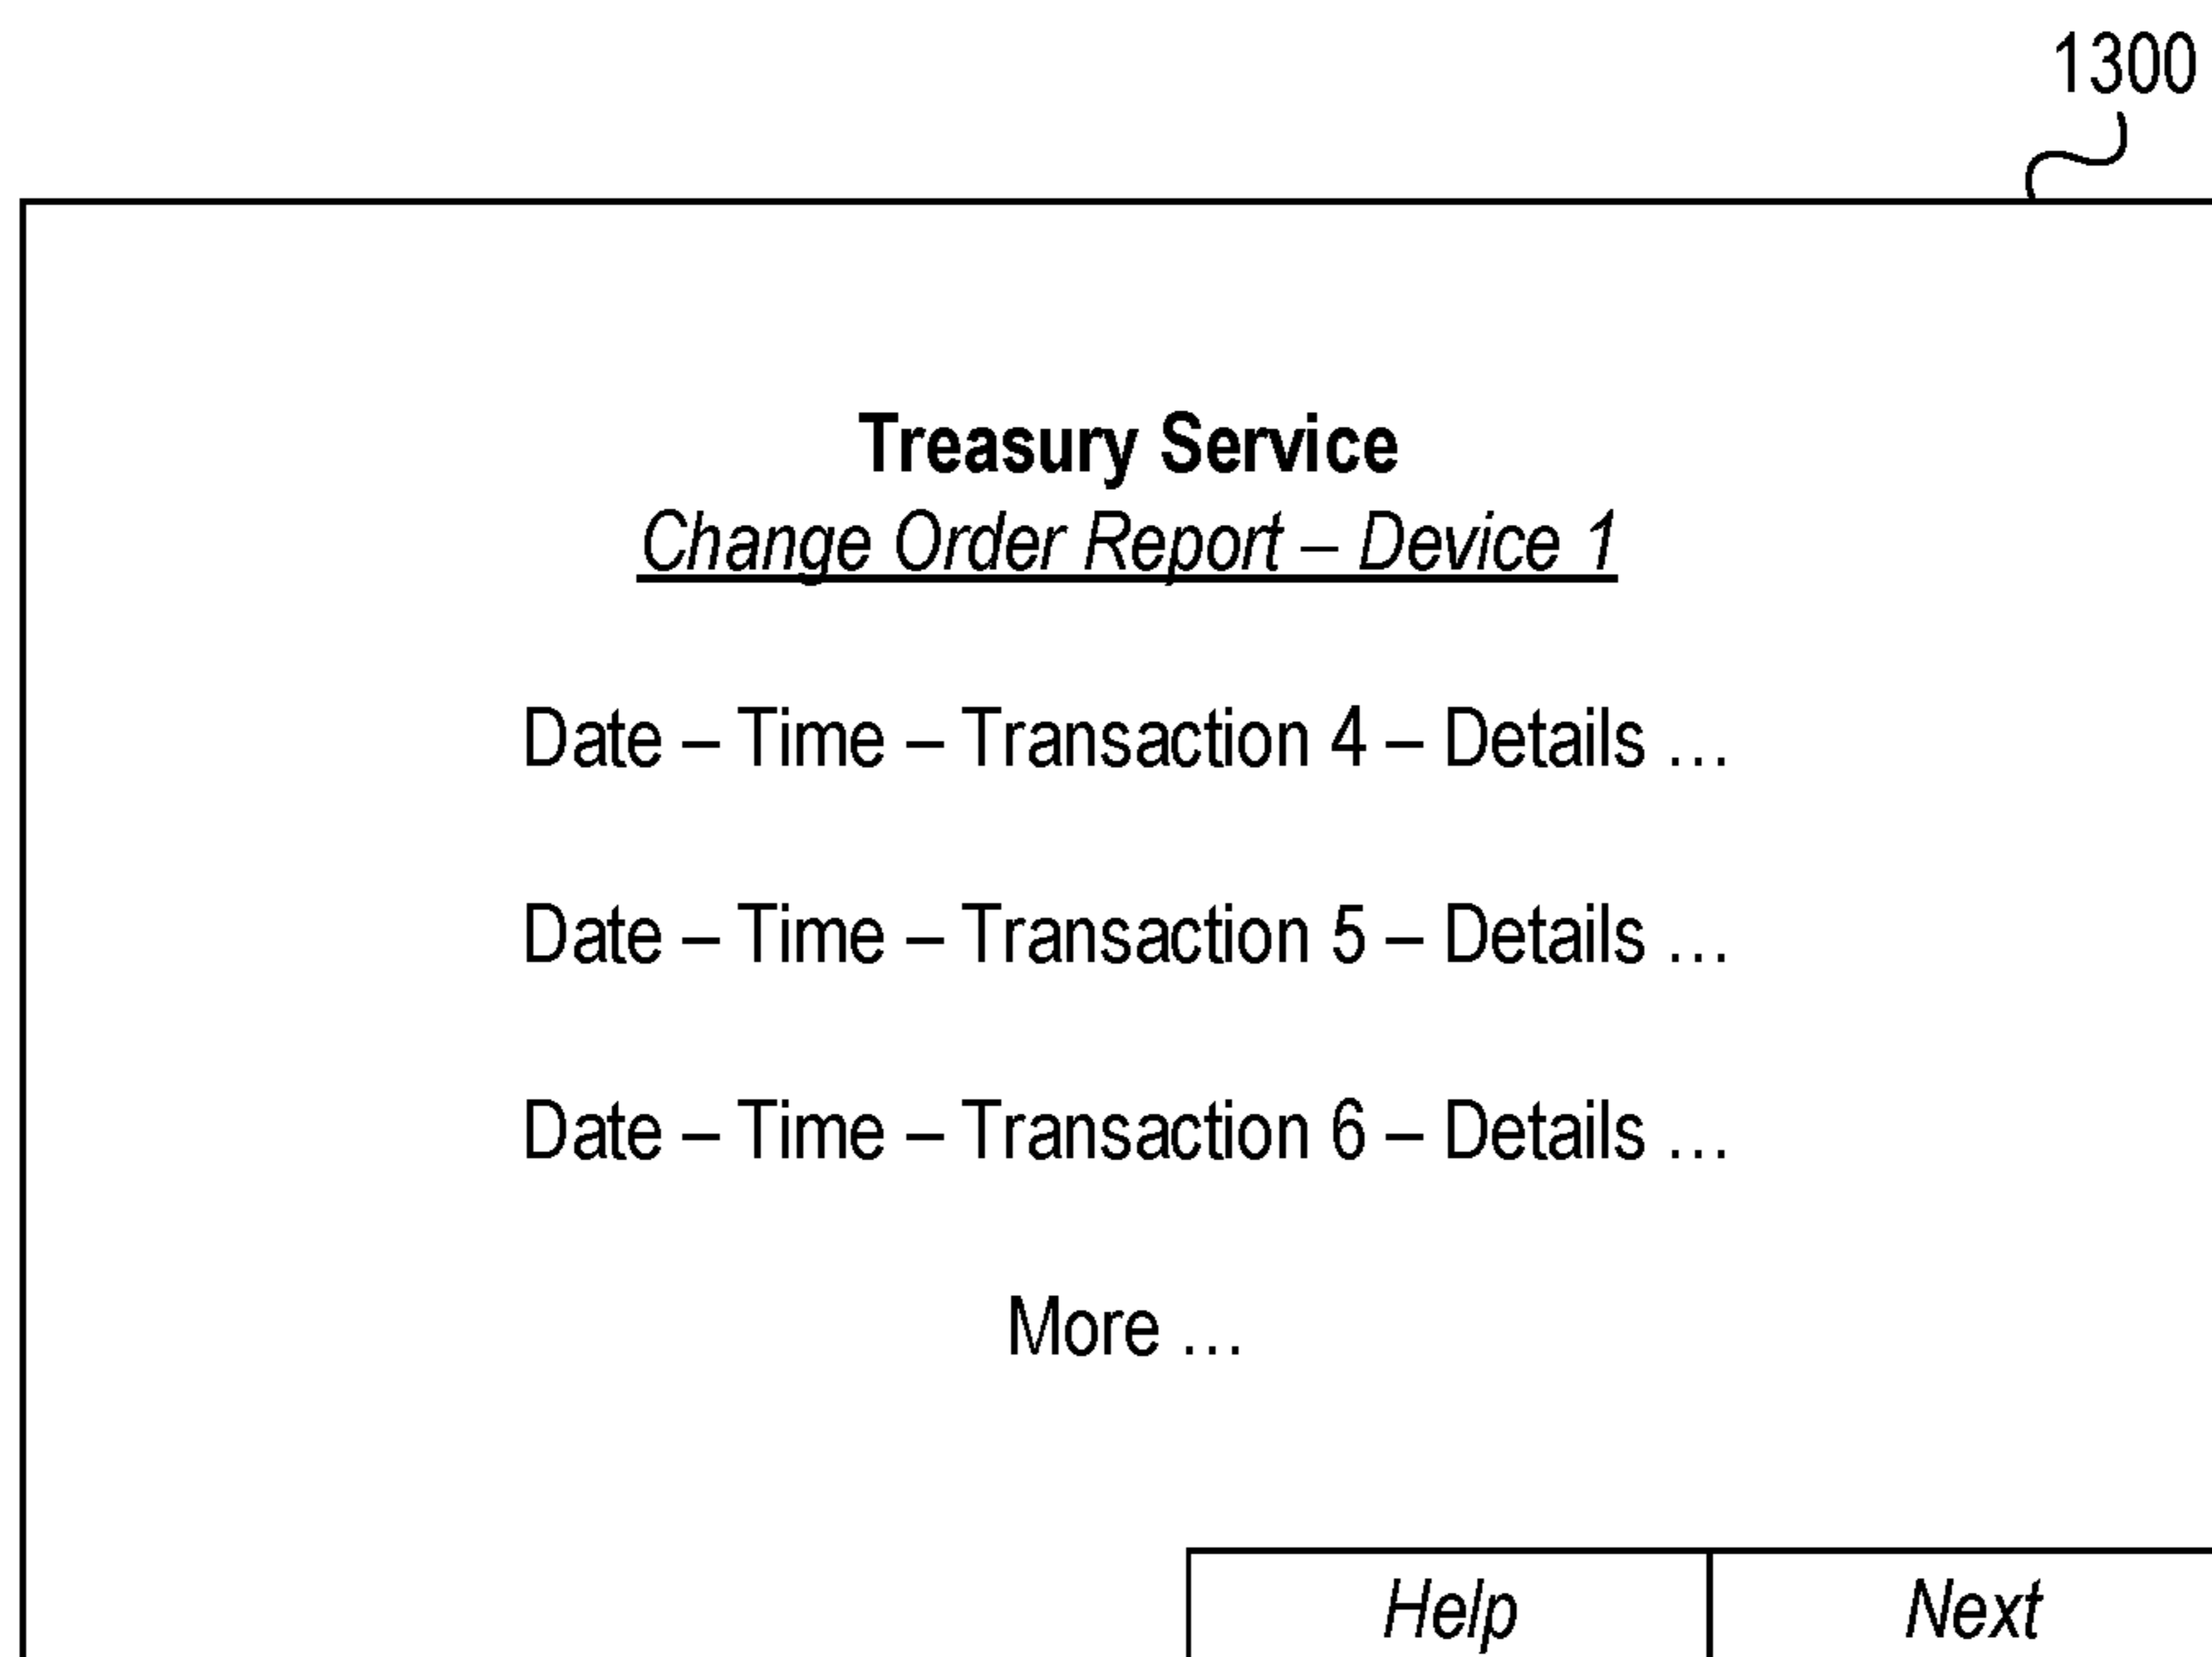 1300
Treasury Service
Change Order Report – Device 1
Date – Time – Transaction 4 – Details ...
Date – Time – Transaction 5 – Details ...
Date – Time – Transaction 6 – Details ...
More ...
Help Next